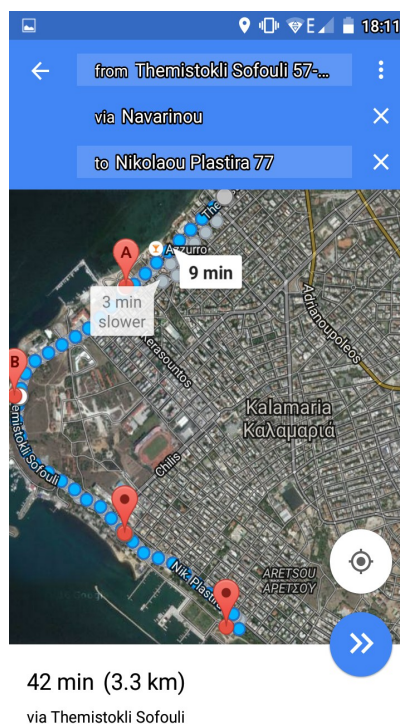 18:11
from Themistokli Sofouli 57-...
via Navarinou
to Nikolaou Plastira 77
The
Azzurro
A
9 min
3 min
slower
Kerasountos
Adrianoupoleos
B
Kalamaria
Καλαμαριά
Themistokli Sofouli
Chilis
Nik. Plastira
ARETSOU
ΑΡΕΤΣΟΥ
42 min (3.3 km)
via Themistokli Sofouli